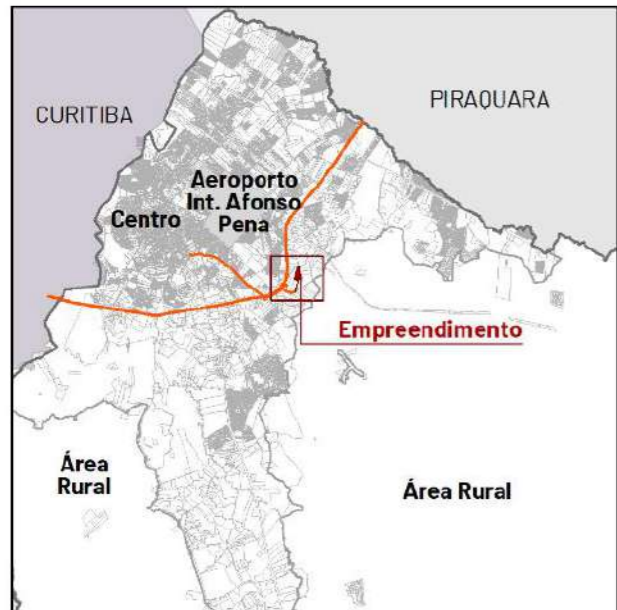 CURITIBA
PIRAQUARA
Aeroporto
Int. Afonso
Pena
Centro
Empreendimento
Área
Rural
Área Rural